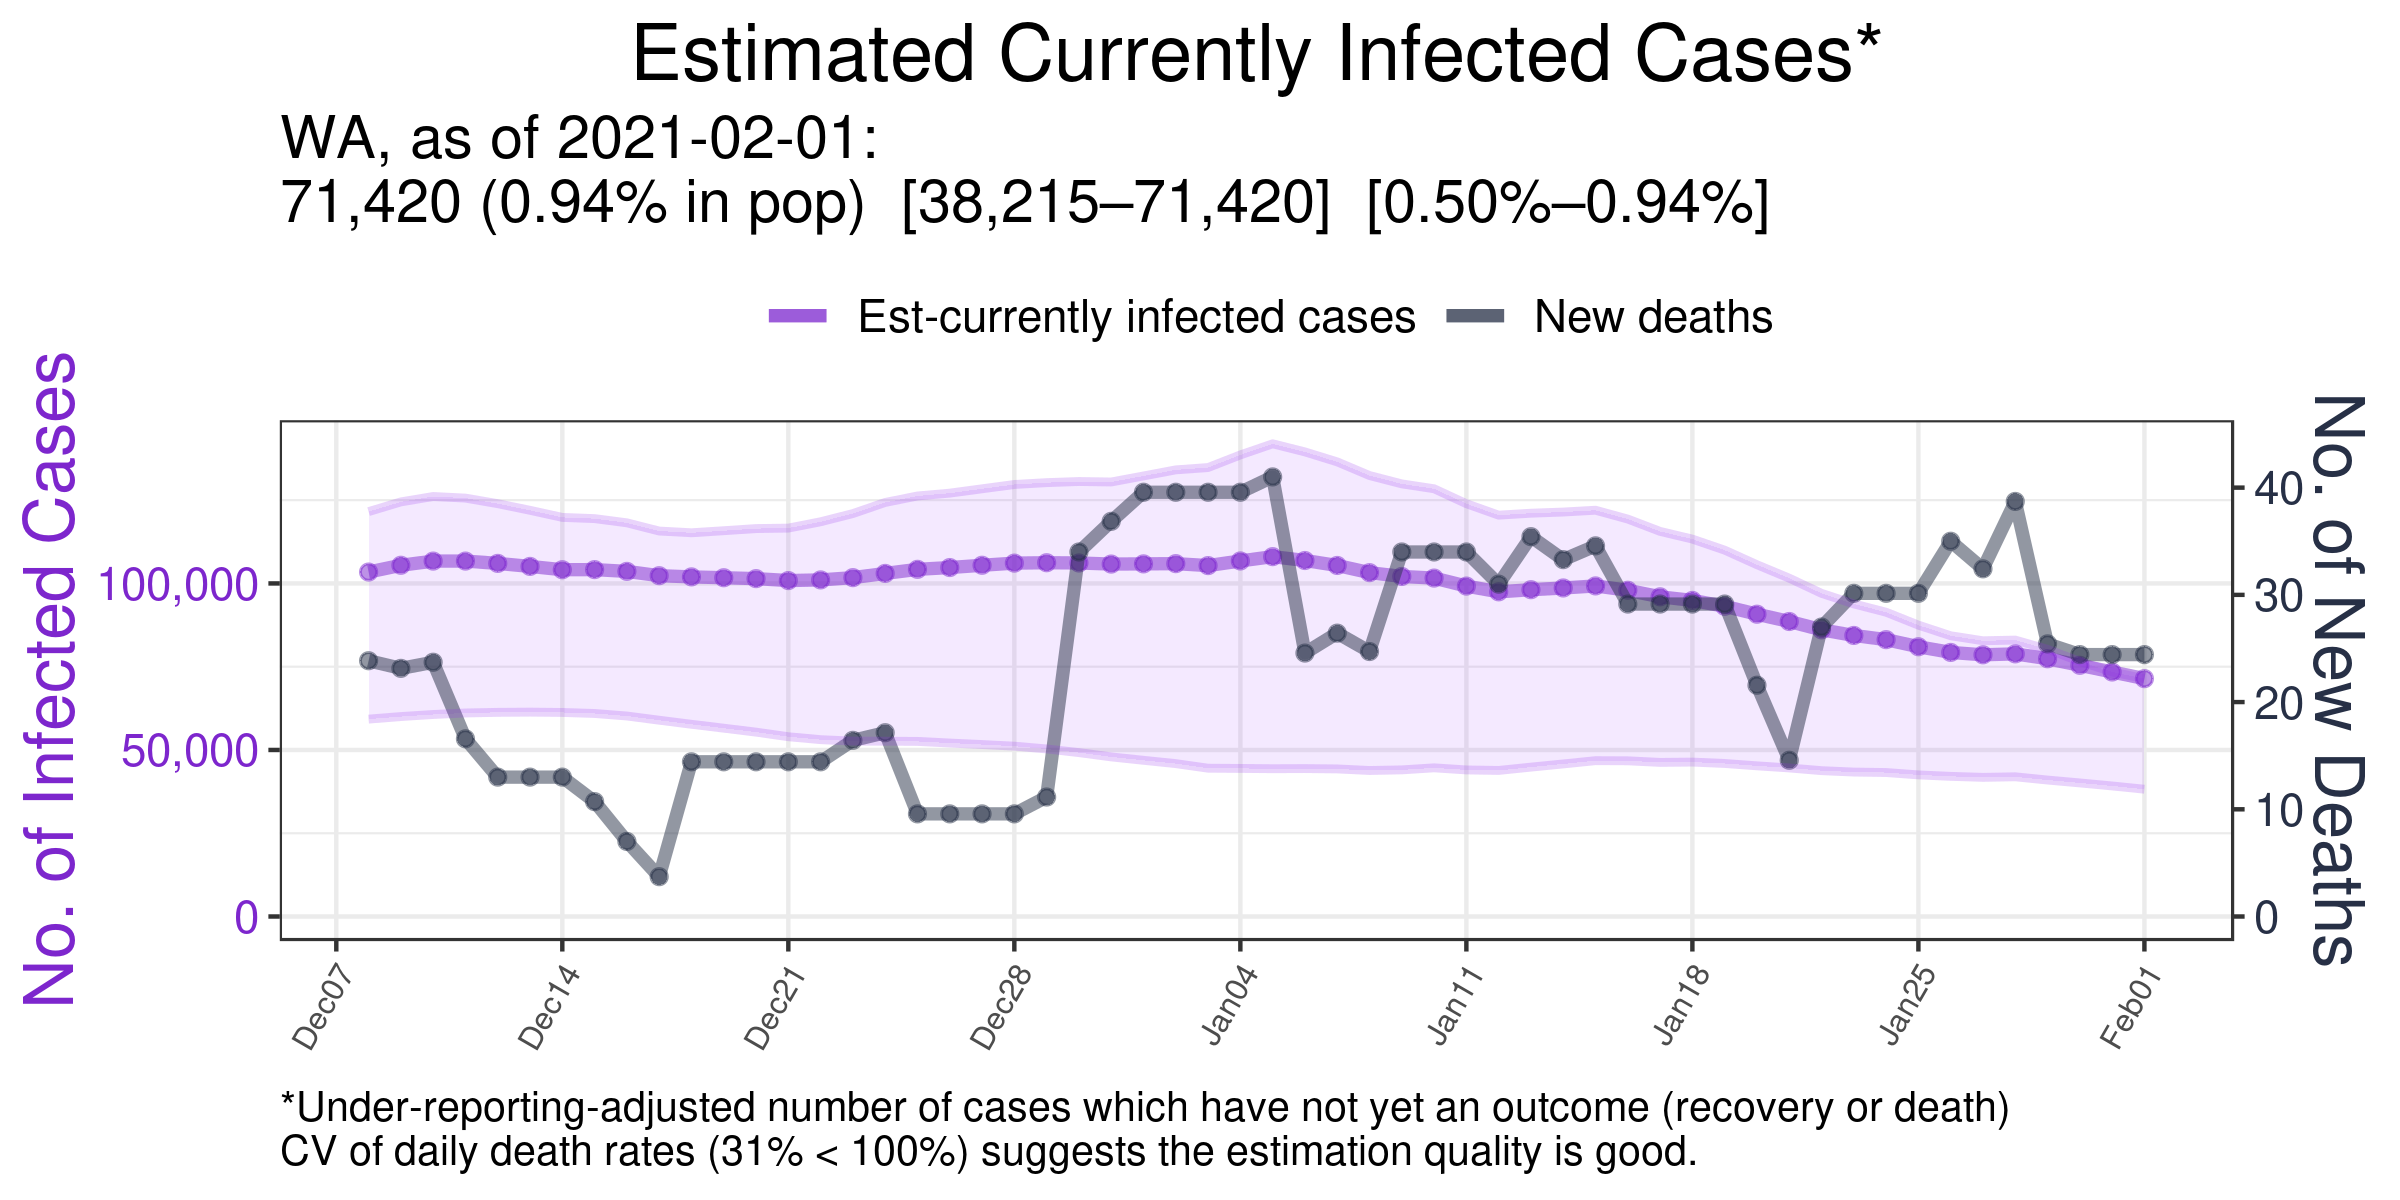 Estimated Currently Infected Cases*
WA, as of 2021-02-01:
71,420 (0.94% in pop)  [38,215–71,420]  [0.50%–0.94%]
Est-currently infected cases
New deaths
No. of Infected Cases
100,000
50,000
0
No. of New Deaths
40
30
20
10
0
Dec07
Dec14
Dec21
Dec28
Jan04
Jan11
Jan18
Jan25
Feb01
*Under-reporting-adjusted number of cases which have not yet an outcome (recovery or death)
CV of daily death rates (31% < 100%) suggests the estimation quality is good.